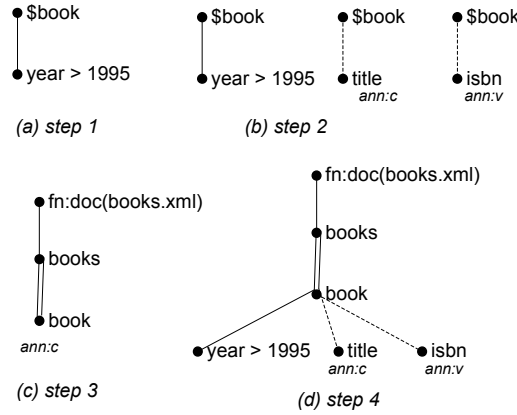 $book
year > 1995
(a) step 1
$book $book $book
year > 1995 title isbn
ann:c ann:v
(b) step 2
fn:doc(books.xml)
books
book
ann:c
(c) step 3
fn:doc(books.xml)
books
book
year > 1995 title isbn
ann:c ann:v
(d) step 4